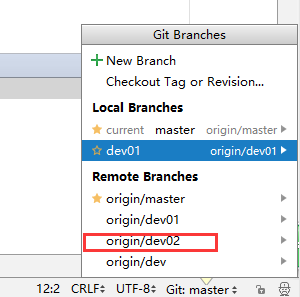 Git Branches
New Branch
Checkout Tag or Revision...
Local Branches
current master origin/master
dev01 origin/dev01
Remote Branches
origin/master
origin/dev01
origin/dev02
origin/dev
12:2 CRLF UTF-8 Git: master